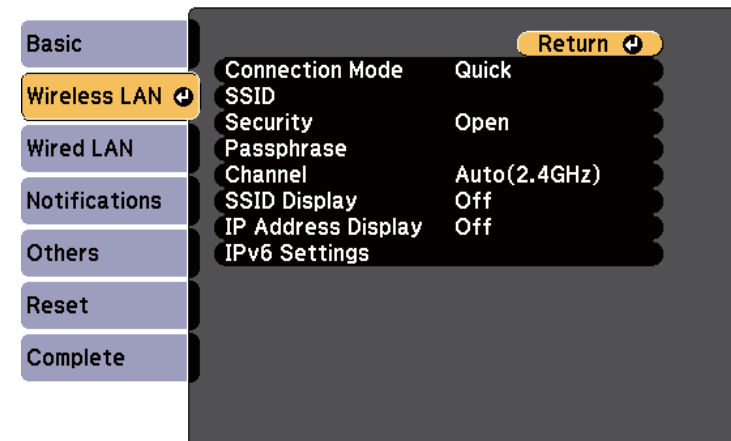 Basic
Wireless LAN
Wired LAN
Notifications
Others
Reset
Complete
Return
Connection Mode Quick
SSID
Security Open
Passphrase
Channel Auto(2.4GHz)
SSID Display Off
IP Address Display Off
IPv6 Settings